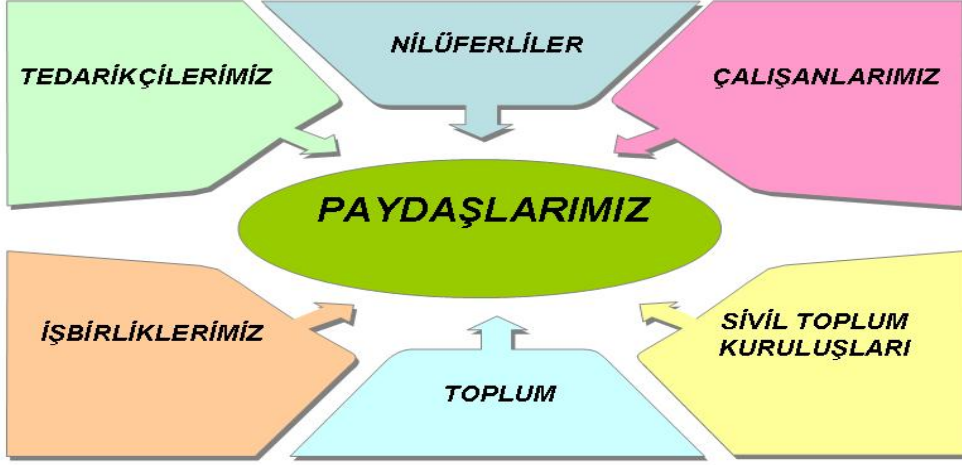 NİLÜFERLİLER
TEDARİKÇİLERİMİZ
ÇALIŞANLARIMIZ
PAYDAŞLARIMIZ
İŞBİRLİKLERİMİZ
SİVİL TOPLUM
KURULUŞLARI
TOPLUM